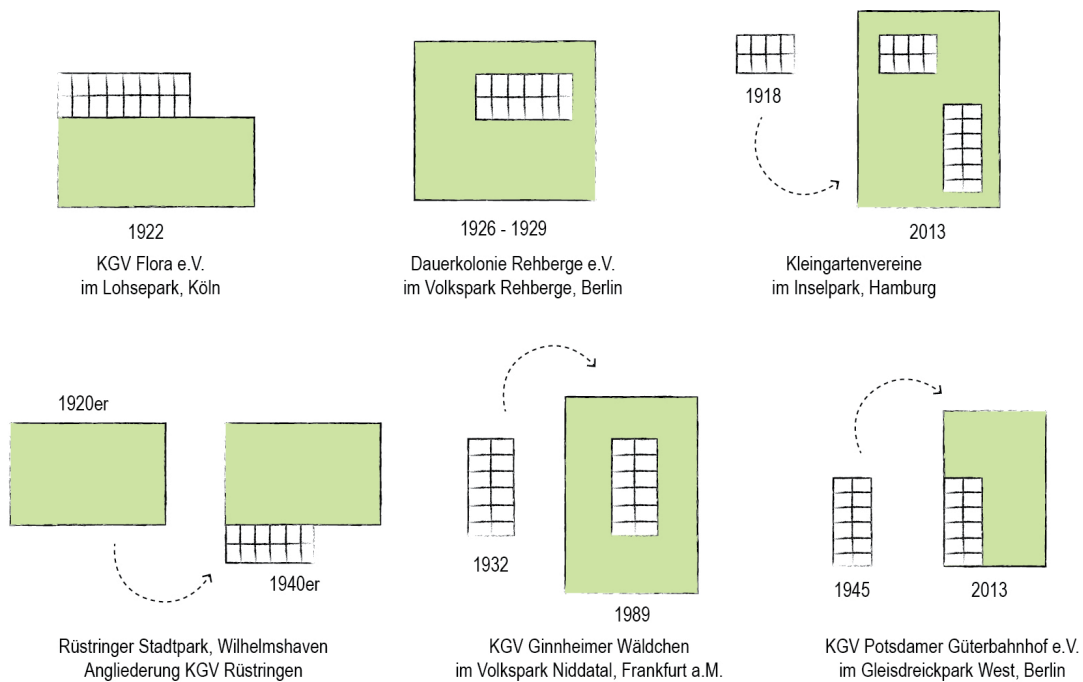 1922
KGV Flora e.V.
im Lohsepark, Köln
1926 - 1929
Dauerkolonie Rehberge e.V.
im Volkspark Rehberge, Berlin
1918
2013
Kleingartenvereine
im Inselpark, Hamburg
1920er
1940er
Rüstringer Stadtpark, Wilhelmshaven
Angliederung KGV Rüstringen
1932
1989
KGV Ginnheimer Wäldchen
im Volkspark Niddatal, Frankfurt a.M.
1945
2013
KGV Potsdamer Güterbahnhof e.V.
im Gleisdreickpark West, Berlin